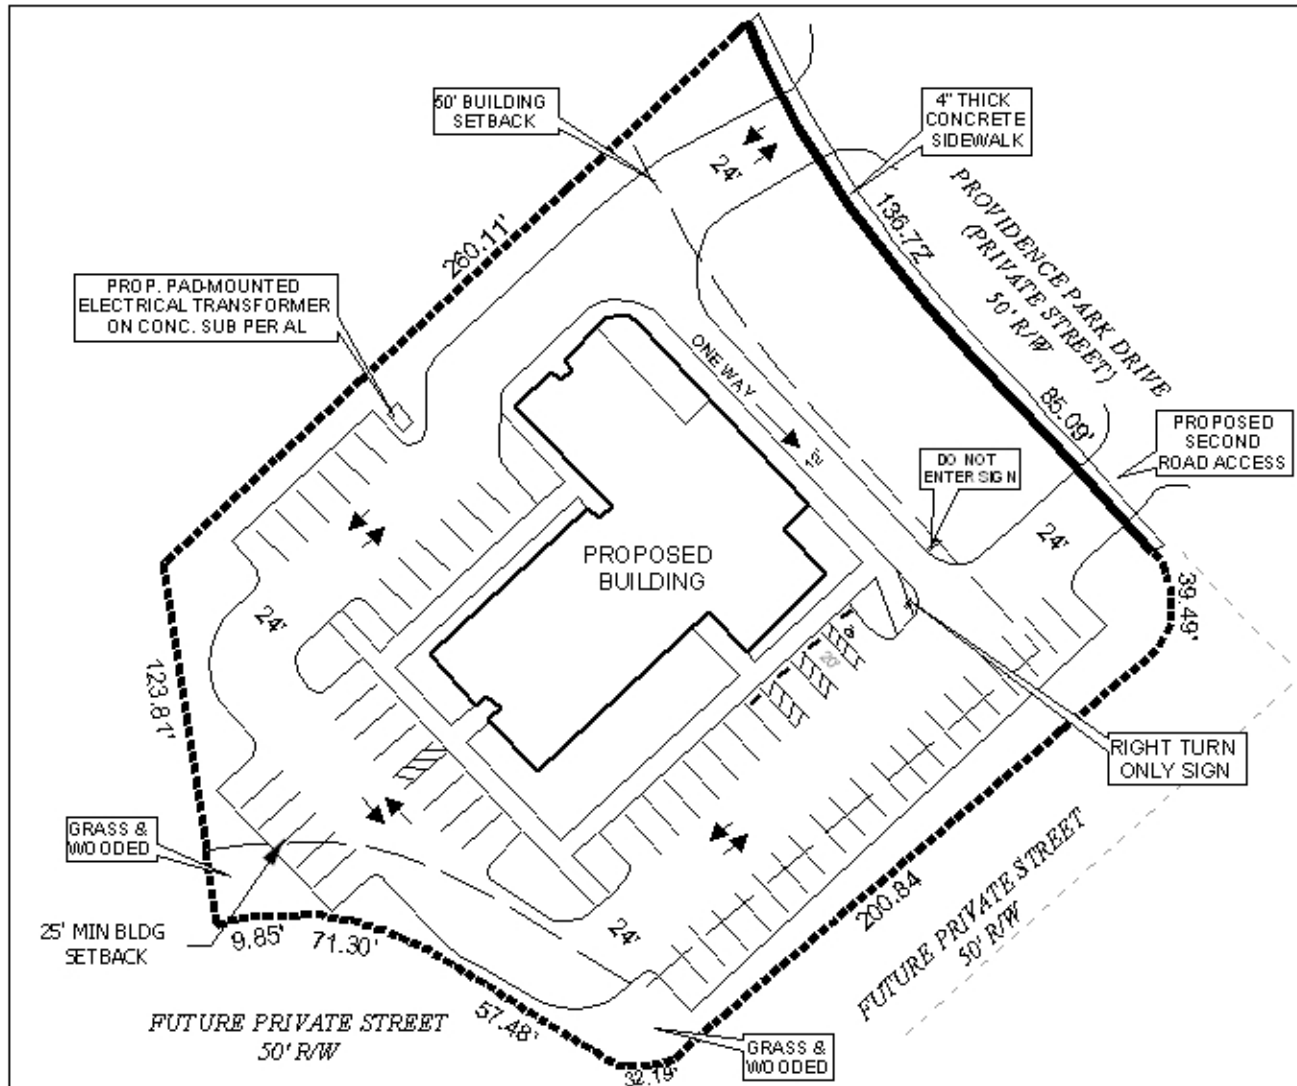 50' BUILDING
SETBACK
4" THICK
CONCRETE
SIDEWALK
24'
136.72'
PROVIDENCE PARK DRIVE
(PRIVATE STREET)
50' R/W
260.11'
PROP. PAD-MOUNTED
ELECTRICAL TRANSFORMER
ON CONC. SUB PER AL
ONE WAY
12'
85.09'
PROPOSED
SECOND
ROAD ACCESS
DO NOT
ENTER SIGN
24'
PROPOSED
BUILDING
39.49'
24'
20'
9'
123.81'
RIGHT TURN
ONLY SIGN
GRASS &
WOODED
25' MIN BLDG
SETBACK
9.85'
71.30'
24'
200.84
FUTURE PRIVATE STREET
50' R/W
57.48'
FUTURE PRIVATE STREET
50' R/W
32.19'
GRASS &
WOODED